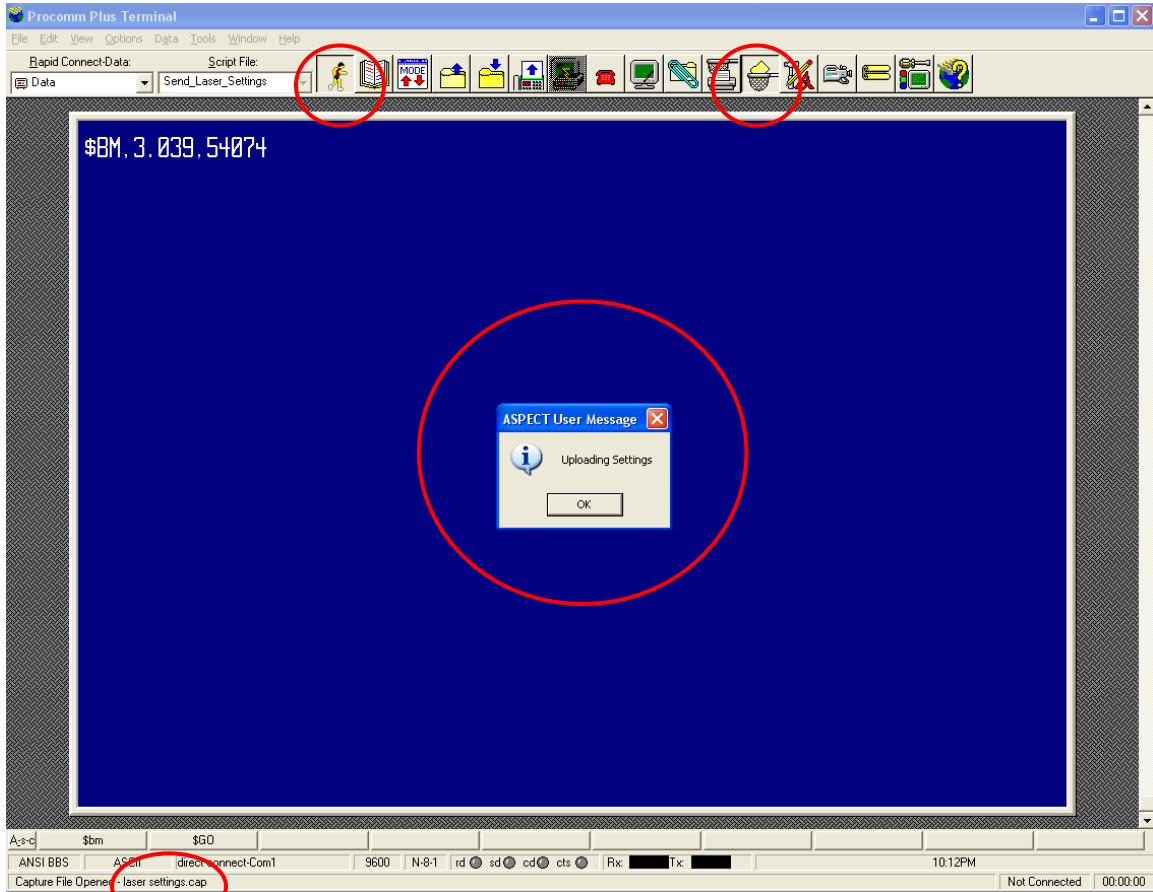 Procomm Plus Terminal
File Edit View Options Data Tools Window Help
Rapid Connect-Data: Script File:
Data Send_Laser_Settings
MODE
$BM,3.039,54074
ASPECT User Message
Uploading Settings
OK
A-s-c $bm $GO
ANSI BBS ASCII direct connect-Com1 9600 N-8-1 rd sd cd cts Rx: Tx: 10:12PM
Capture File Opened - laser settings.cap Not Connected 00:00:00